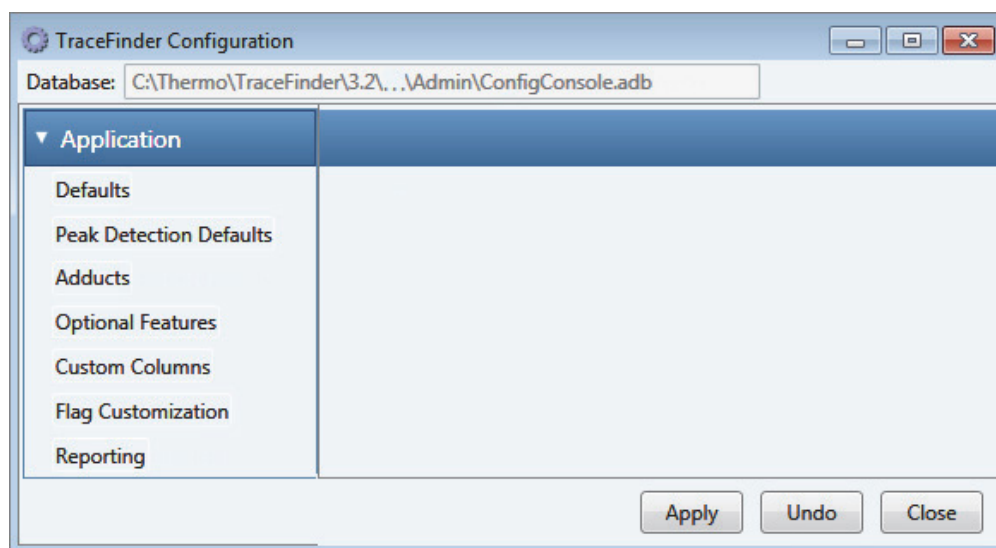 TraceFinder Configuration
Database: C:\Thermo\TraceFinder\3.2\...\Admin\ConfigConsole.adb
Application
Defaults
Peak Detection Defaults
Adducts
Optional Features
Custom Columns
Flag Customization
Reporting
Apply Undo Close